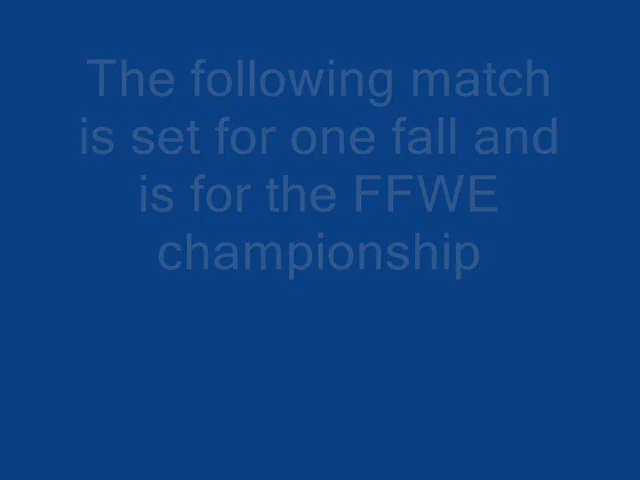 The following match
is set for one fall and
is for the FFWE
championship